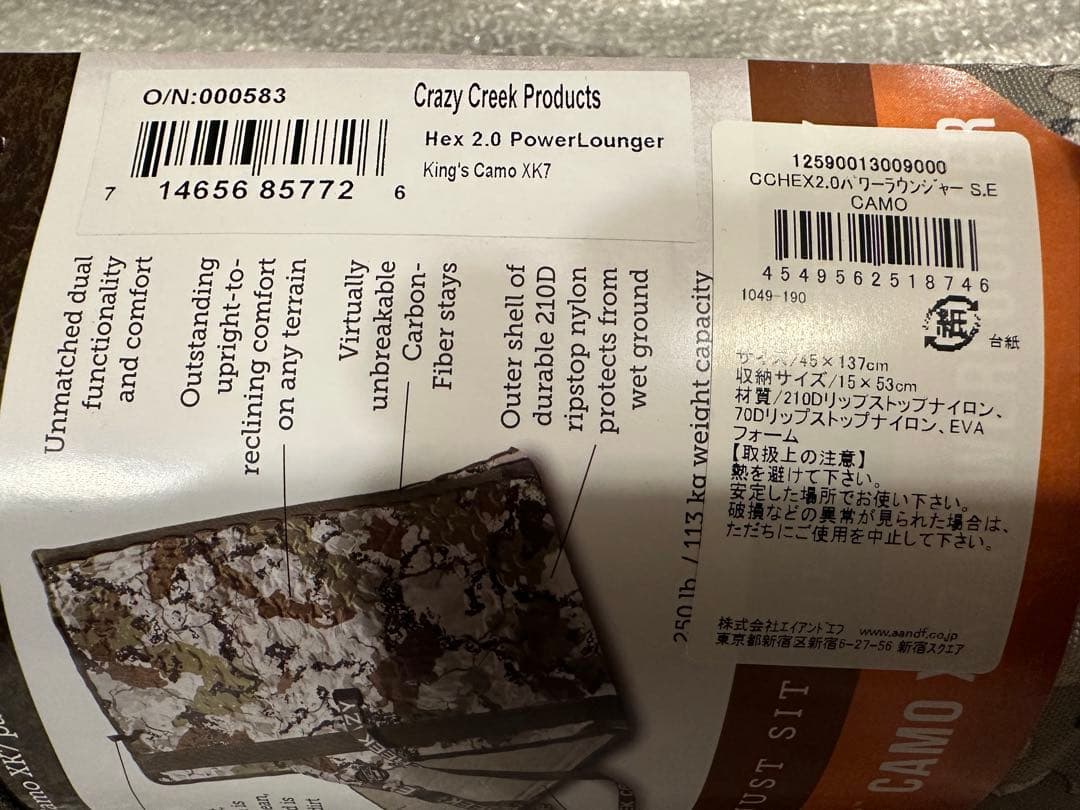 O/N:000583
7 14656 85772 6
Crazy Creek Products
Hex 2.0 PowerLounger
King's Camo XK7
12590013009000
CCHEX2.0パワーラウンジャー S.E
CAMO
4549562518746
1049-190
紙
台紙
サイズ/45×137cm
収納サイズ/15×53cm
材質/210Dリップストップナイロン、
70Dリップストップナイロン、EVA
フォーム
【取扱上の注意】
熱を避けて下さい。
安定した場所でお使い下さい。
破損などの異常が見られた場合は、
ただちにご使用を中止して下さい。
株式会社エイアンドエフ www.aandf.co.jp
東京都新宿区新宿6-27-56 新宿スクエア
Unmatched dual
functionality
and comfort
Outstanding
upright-to-
reclining comfort
on any terrain
Virtually
unbreakable
Carbon-
Fiber stays
Outer shell of
durable 210D
ripstop nylon
protects from
wet ground
250 lb / 113 kg weight capacity
UST SIT
CAMO X